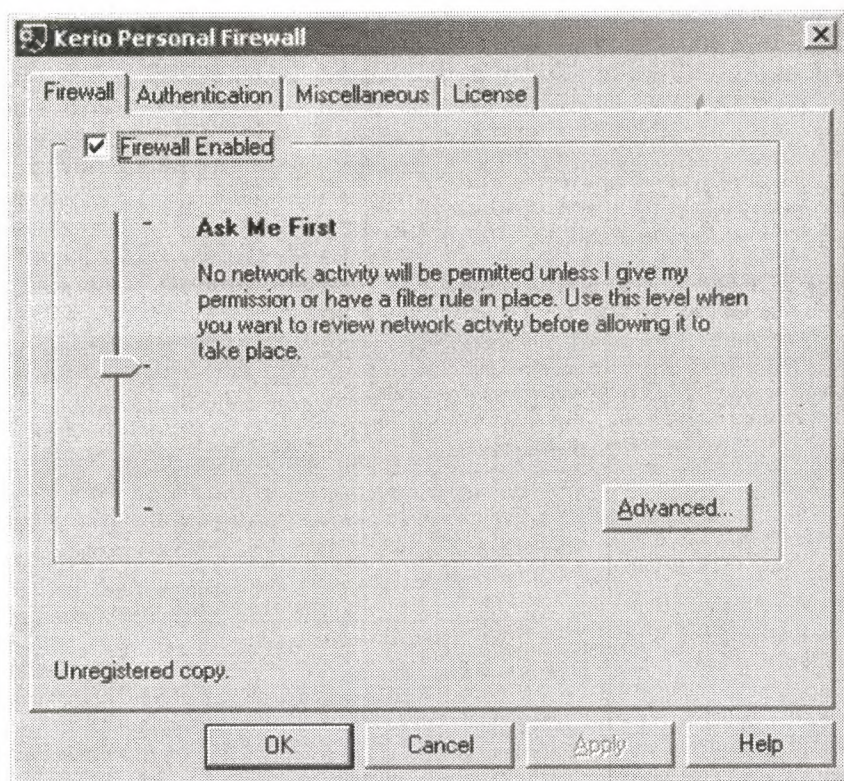 Kerio Personal Firewall
Firewall
Authentication
Miscellaneous
License
Firewall Enabled
Ask Me First
No network activity will be permitted unless I give my
permission or have a filter rule in place. Use this level when
you want to review network actvity before allowing it to
take place.
Advanced...
Unregistered copy.
OK
Cancel
Apply
Help